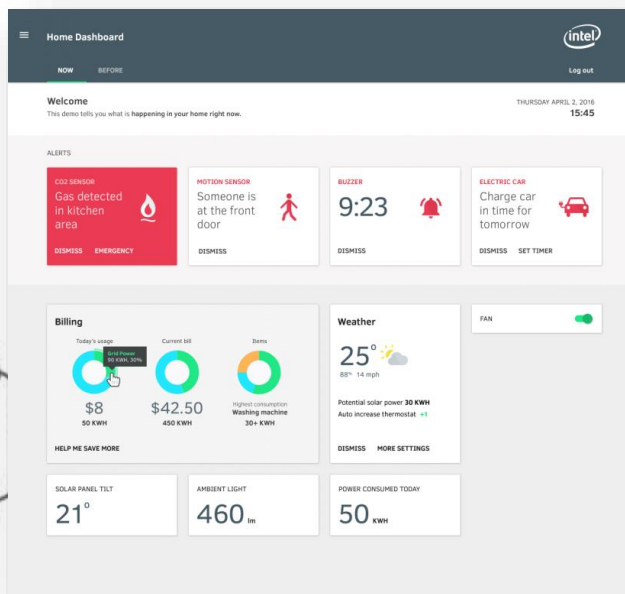 Home Dashboard
intel
NOW BEFORE
Log out
Welcome
This demo tells you what is happening in your home right now.
THURSDAY APRIL 2, 2016
15:45
ALERTS
CO2 SENSOR
Gas detected
in kitchen
area
DISMISS EMERGENCY
MOTION SENSOR
Someone is
at the front
door
DISMISS
BUZZER
9:23
DISMISS
ELECTRIC CAR
Charge car
in time for
tomorrow
DISMISS SET TIMER
Billing
Today's usage
Grid Power
90 KWH, 30%
$8
50 KWH
Current bill
$42.50
450 KWH
Items
Highest consumption
Washing machine
30+ KWH
HELP ME SAVE MORE
Weather
25°
88% 14 mph
Potential solar power 30 KWH
Auto increase thermostat +1
DISMISS MORE SETTINGS
FAN
SOLAR PANEL TILT
21°
AMBIENT LIGHT
460 lm
POWER CONSUMED TODAY
50 KWH